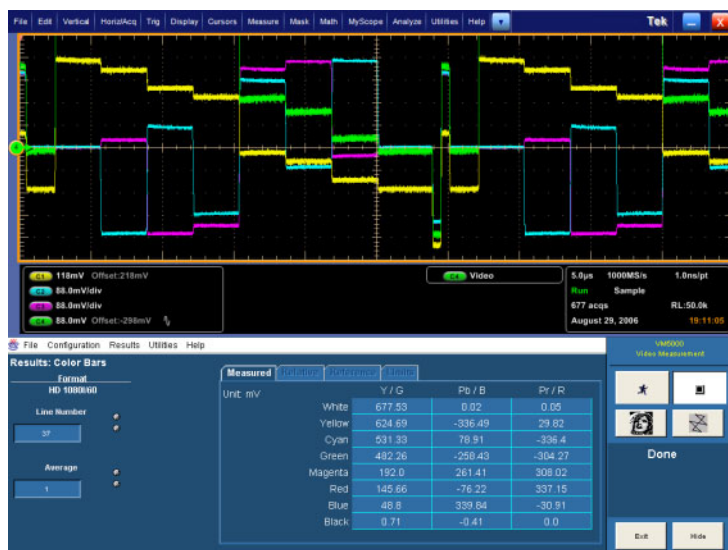 File Edit Vertical Horiz/Acq Trig Display Cursors Measure Mask Math MyScope Analyze Utilities Help Tek X
C1 118mV Offset:218mV
C2 88.0mV/div
88.0mV/div
C4 88.0mV Offset:-298mV
C4 Video
5.0µs 1000MS/s 1.0ns/pt
Run Sample
677 acqs RL:50.0k
August 29, 2006 19:11:05
File Configuration Results Utilities Help
VM5000
Video Measurement
Results: Color Bars
Format
HD 1080i/60
Line Number
37
Average
1
Measured Relative Reference Limits
Unit: mV Y / G Pb / B Pr / R
White 677.53 0.02 0.05
Yellow 624.69 -336.49 29.82
Cyan 531.33 78.91 -336.4
Green 482.26 -258.43 -304.27
Magenta 192.0 261.41 308.02
Red 145.66 -76.22 337.15
Blue 48.8 339.84 -30.91
Black 0.71 -0.41 0.0
Done
Exit Hide